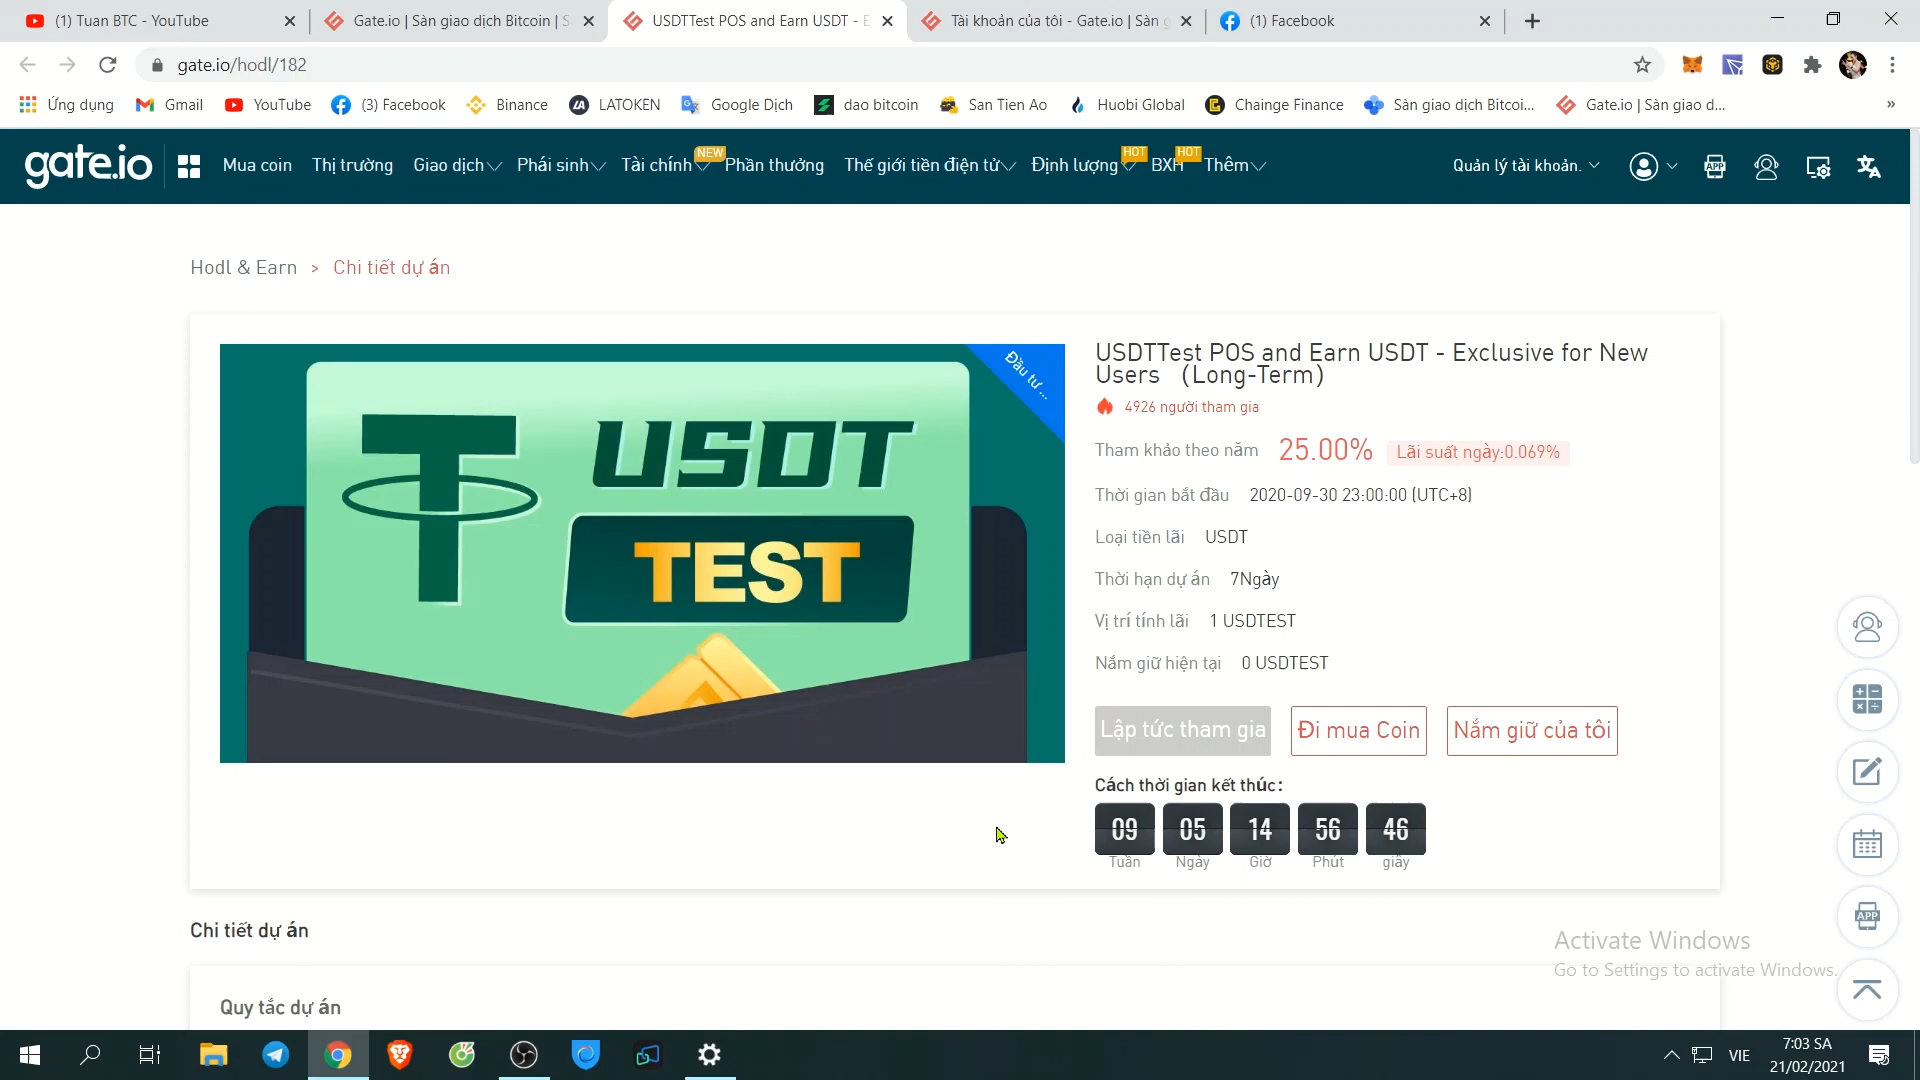 (1) Tuan BTC - YouTube
Gate.io | Sàn giao dịch Bitcoin | S
USDTTest POS and Earn USDT - E
Tài khoản của tôi - Gate.io | Sàn g
(1) Facebook
gate.io/hodl/182
Ứng dụng
Gmail
YouTube
(3) Facebook
Binance
LATOKEN
Google Dịch
dao bitcoin
San Tien Ao
Huobi Global
Chainge Finance
Sàn giao dịch Bitcoi...
Gate.io | Sàn giao d...
»
gate.io
Mua coin
Thị trường
Giao dịch
Phái sinh
Tài chính
NEW
Phần thưởng
Thế giới tiền điện tử
Định lượng
HOT
BXH
HOT
Thêm
Quản lý tài khoản.
APP
Hodl & Earn > Chi tiết dự án
Đầu tư ...
USDT
TEST
USDTTest POS and Earn USDT - Exclusive for New
Users （Long-Term）
4926 người tham gia
Tham khảo theo năm 25.00% Lãi suất ngày:0.069%
Thời gian bắt đầu 2020-09-30 23:00:00 (UTC+8)
Loại tiền lãi USDT
Thời hạn dự án 7Ngày
Vị trí tính lãi 1 USDTEST
Nắm giữ hiện tại 0 USDTEST
Lập tức tham gia
Đi mua Coin
Nắm giữ của tôi
Cách thời gian kết thúc:
09 05 14 56 46
Tuần Ngày Giờ Phút giây
Chi tiết dự án
Quy tắc dự án
APP
Activate Windows
Go to Settings to activate Windows.
VIE
7:03 SA
21/02/2021